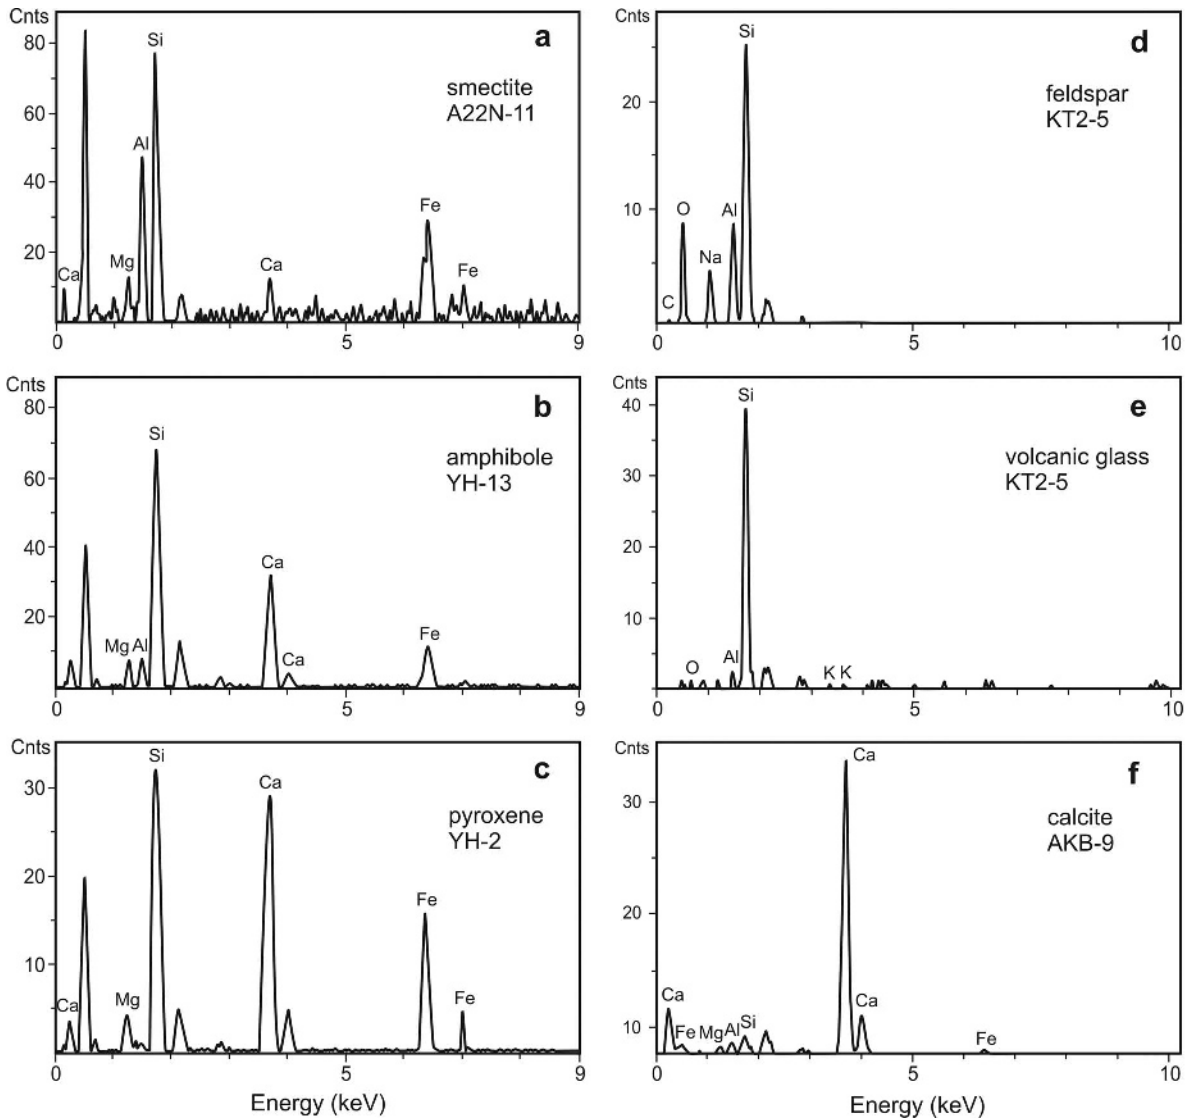 Cnts
a
80
60
40
20
smectite
A22N-11
Ca
Mg
Al
Si
Ca
Fe
Fe
0
5
9
Cnts
b
80
60
40
20
amphibole
YH-13
Mg
Al
Si
Ca
Ca
Fe
0
5
9
Cnts
c
30
20
10
pyroxene
YH-2
Ca
Mg
Si
Ca
Fe
Fe
0
5
9
Energy (keV)
Cnts
d
20
10
feldspar
KT2-5
C
O
Na
Al
Si
0
5
10
Cnts
e
40
30
20
10
volcanic glass
KT2-5
O
Al
Si
K K
0
5
10
Cnts
f
30
20
10
calcite
AKB-9
Ca
Fe
Mg
Al
Si
Ca
Ca
Fe
0
5
10
Energy (keV)